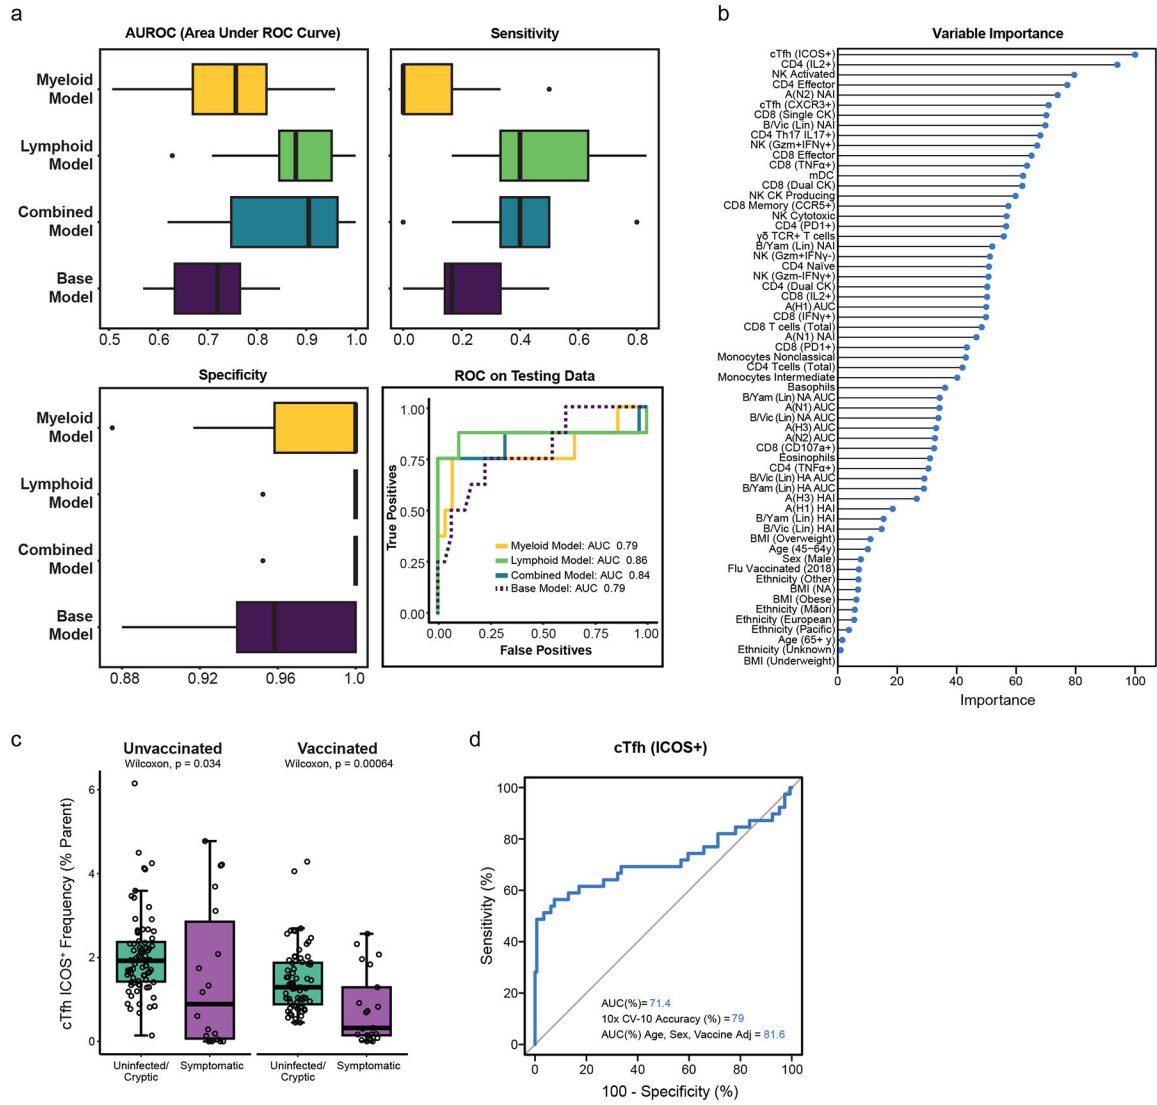 a
AUROC (Area Under ROC Curve)
Myeloid
Model
Lymphoid
Model
Combined
Model
Base
Model
0.5 0.6 0.7 0.8 0.9 1.0
Sensitivity
0.0 0.2 0.4 0.6 0.8
Specificity
Myeloid
Model
Lymphoid
Model
Combined
Model
Base
Model
0.88 0.92 0.96 1.0
ROC on Testing Data
True Positives
1.00
0.75
0.50
0.25
0.00
Myeloid Model: AUC 0.79
Lymphoid Model: AUC 0.86
Combined Model: AUC 0.84
Base Model: AUC 0.79
0.00 0.25 0.50 0.75 1.00
False Positives
b
Variable Importance
cTfh (ICOS+)
CD4 (IL2+)
NK Activated
CD4 Effector
A(N2) NAI
cTfh (CXCR3+)
CD8 (Single CK)
B/Vic (Lin) NAI
CD4 Th17 IL17+)
NK (Gzm+IFNγ+)
CD8 Effector
CD8 (TNFα+)
mDC
CD8 (Dual CK)
NK CK Producing
CD8 Memory (CCR5+)
NK Cytotoxic
CD4 (PD1+)
γδ TCR+ T cells
B/Yam (Lin) NAI
NK (Gzm+IFNγ-)
CD4 Naïve
NK (Gzm-IFNγ+)
CD4 (Dual CK)
CD8 (IL2+)
A(H1) AUC
CD8 (IFNγ+)
CD8 T cells (Total)
A(N1) NAI
CD8 (PD1+)
Monocytes Nonclassical
CD4 Tcells (Total)
Monocytes Intermediate
Basophils
B/Yam (Lin) NA AUC
A(N1) AUC
B/Vic (Lin) NA AUC
A(H3) AUC
A(N2) AUC
CD8 (CD107a+)
Eosinophils
CD4 (TNFα+)
B/Vic (Lin) HA AUC
B/Yam (Lin) HA AUC
A(H3) HAI
A(H1) HAI
B/Yam (Lin) HAI
B/Vic (Lin) HAI
BMI (Overweight)
Age (45−64y)
Sex (Male)
Flu Vaccinated (2018)
Ethnicity (Other)
BMI (NA)
BMI (Obese)
Ethnicity (Māori)
Ethnicity (European)
Ethnicity (Pacific)
Age (65+ y)
Ethnicity (Unknown)
BMI (Underweight)
0 20 40 60 80 100
Importance
c
Unvaccinated
Wilcoxon, p = 0.034
Vaccinated
Wilcoxon, p = 0.00064
cTfh ICOS⁺ Frequency (% Parent)
6
4
2
0
Uninfected/
Cryptic
Symptomatic
Uninfected/
Cryptic
Symptomatic
d
cTfh (ICOS+)
Sensitivity (%)
100
80
60
40
20
0
AUC(%)= 71.4
10x CV-10 Accuracy (%) = 79
AUC(%) Age, Sex, Vaccine Adj = 81.6
0 20 40 60 80 100
100 - Specificity (%)